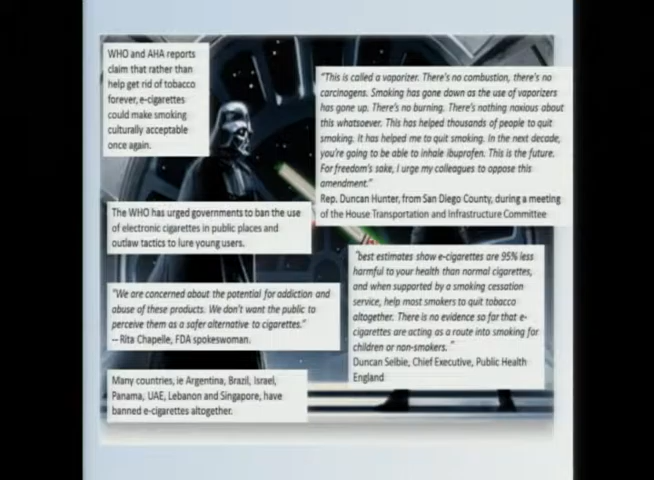 WHO and AHA reports
claim that rather than
help get rid of tobacco
forever, e-cigarettes
could make smoking
culturally acceptable
once again.
The WHO has urged governments to ban the use
of electronic cigarettes in public places and
outlaw tactics to lure young users.
"We are concerned about the potential for addiction and
abuse of these products. We don't want the public to
perceive them as a safer alternative to cigarettes."
-- Rita Chapelle, FDA spokeswoman.
Many countries, ie Argentina, Brazil, Israel,
Panama, UAE, Lebanon and Singapore, have
banned e-cigarettes altogether.
"This is called a vaporizer. There's no combustion, there's no
carcinogens. Smoking has gone down as the use of vaporizers
has gone up. There's no burning. There's nothing noxious about
this whatsoever. This has helped thousands of people to quit
smoking. It has helped me to quit smoking. In the next decade,
you're going to be able to inhale ibuprofen. This is the future.
For freedom's sake, I urge my colleagues to oppose this
amendment."
Rep. Duncan Hunter, from San Diego County, during a meeting
of the House Transportation and Infrastructure Committee
"best estimates show e-cigarettes are 95% less
harmful to your health than normal cigarettes,
and when supported by a smoking cessation
service, help most smokers to quit tobacco
altogether. There is no evidence so far that e-
cigarettes are acting as a route into smoking for
children or non-smokers. "
Duncan Selbie, Chief Executive, Public Health
England